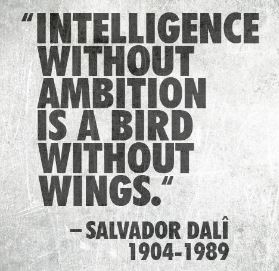 “INTELLIGENCE
WITHOUT
AMBITION
IS A BIRD
WITHOUT
WINGS.“
– SALVADOR DALÎ
1904-1989